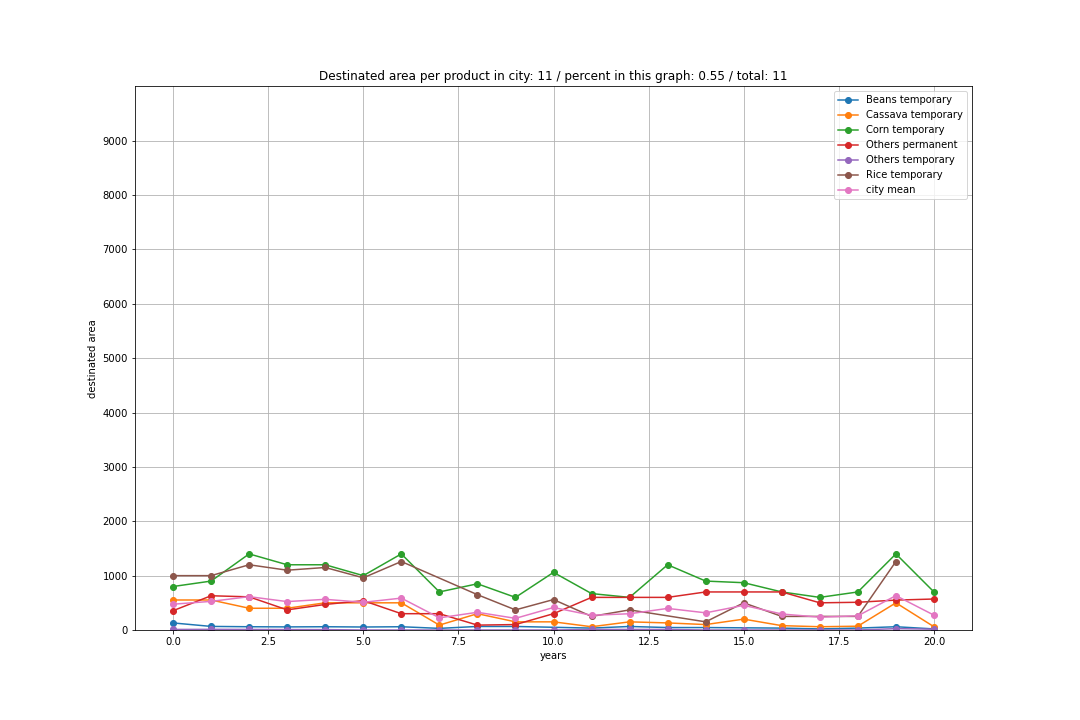 Destinated area per product in city: 11 / percent in this graph: 0.55 / total: 11
Beans temporary
Cassava temporary
Corn temporary
Others permanent
Others temporary
Rice temporary
city mean
9000
8000
7000
6000
5000
4000
3000
2000
1000
0
destinated area
0.0 2.5 5.0 7.5 10.0 12.5 15.0 17.5 20.0
years